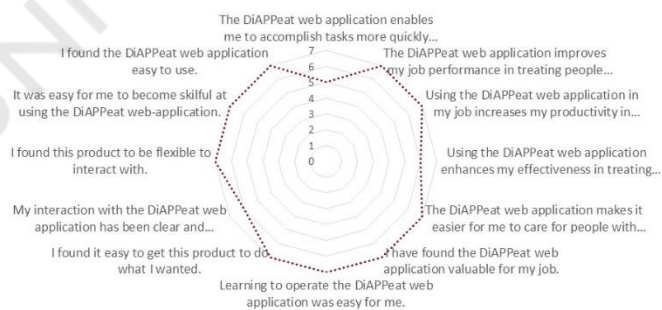 The DiAPPeat web application enables
me to accomplish tasks more quickly…
The DiAPPeat web application improves
my job performance in treating people…
Using the DiAPPeat web application in
my job increases my productivity in…
Using the DiAPPeat web application
enhances my effectiveness in treating…
The DiAPPeat web application makes it
easier for me to care for people with…
I have found the DiAPPeat web
application valuable for my job.
Learning to operate the DiAPPeat web
application was easy for me.
I found it easy to get this product to do
what I wanted.
My interaction with the DiAPPeat web
application has been clear and…
I found this product to be flexible to
interact with.
It was easy for me to become skilful at
using the DiAPPeat web-application.
I found the DiAPPeat web application
easy to use.
7
6
5
4
3
2
1
0